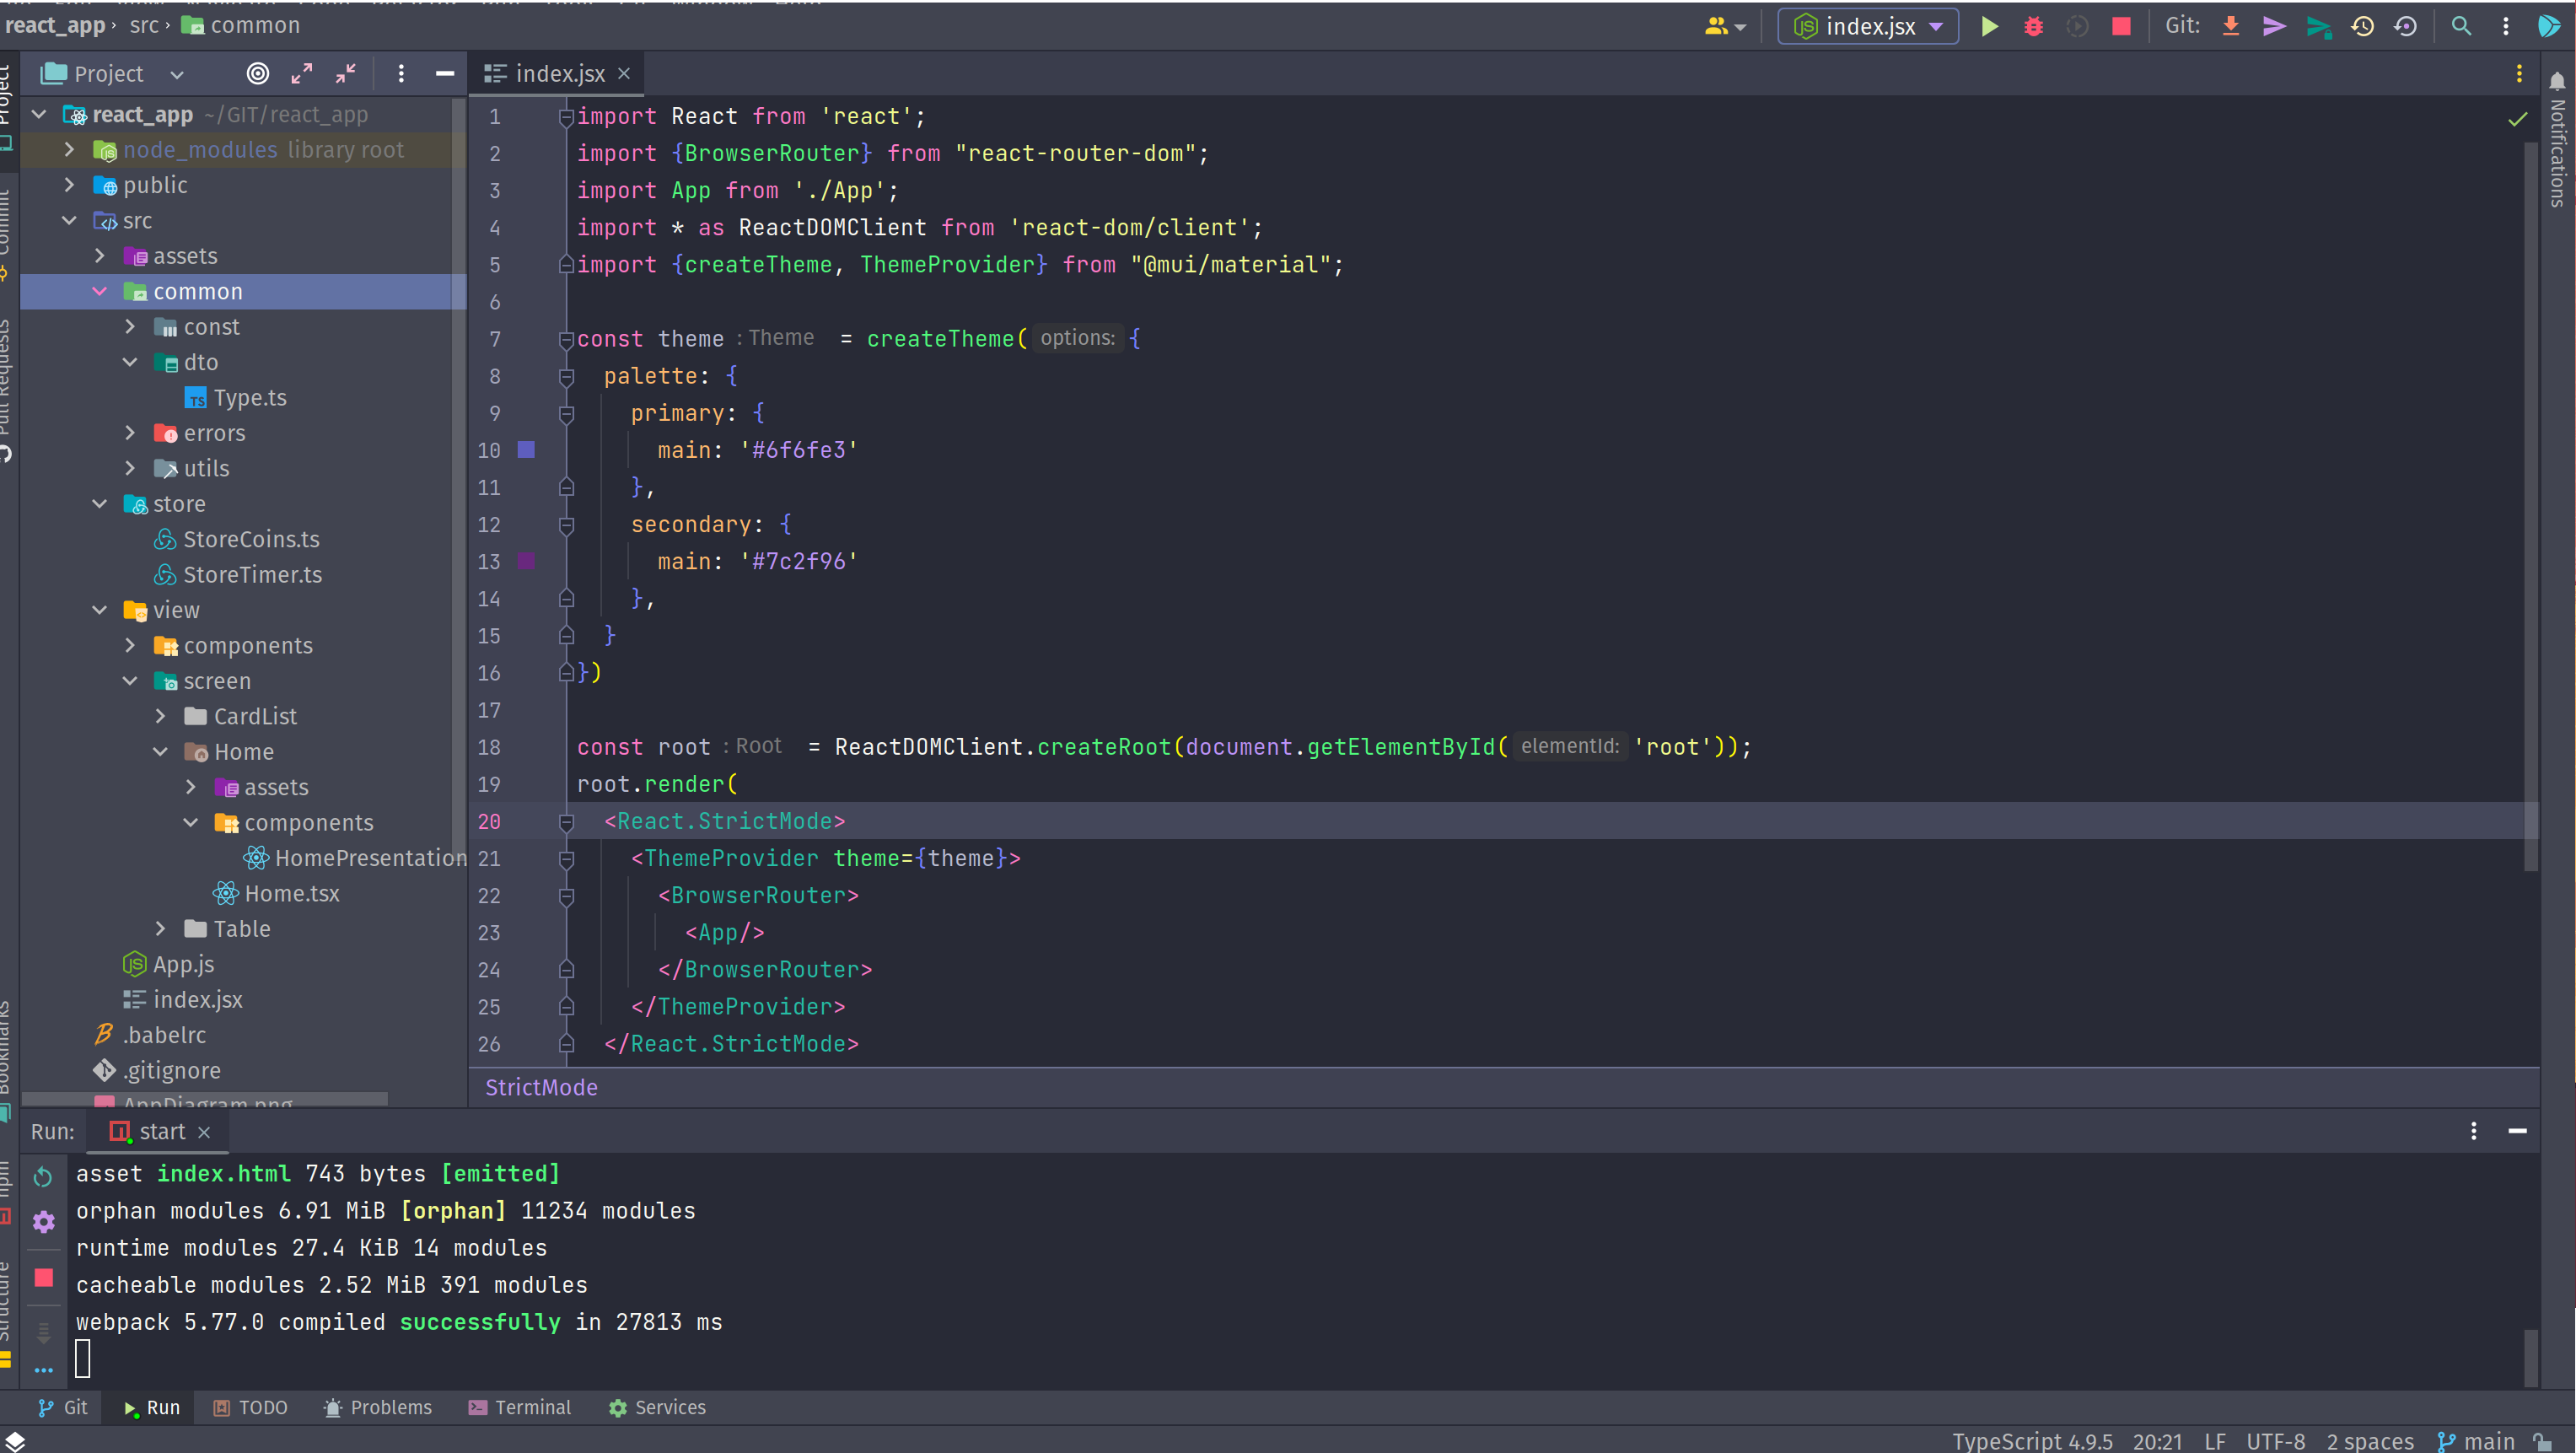 react_app › src › common
index.jsx
Git:
Project
index.jsx
react_app ~/GIT/react_app
node_modules library root
public
src
assets
common
const
dto
Type.ts
errors
utils
store
StoreCoins.ts
StoreTimer.ts
view
components
screen
CardList
Home
assets
components
HomePresentation
Home.tsx
Table
App.js
index.jsx
.babelrc
.gitignore
AppDiagram.png
Project
Commit
Pull Requests
Bookmarks
npm
Structure
1 import React from 'react';
2 import {BrowserRouter} from "react-router-dom";
3 import App from './App';
4 import * as ReactDOMClient from 'react-dom/client';
5 import {createTheme, ThemeProvider} from "@mui/material";
6
7 const theme : Theme = createTheme( options: {
8 palette: {
9 primary: {
10 main: '#6f6fe3'
11 },
12 secondary: {
13 main: '#7c2f96'
14 },
15 }
16 })
17
18 const root : Root = ReactDOMClient.createRoot(document.getElementById( elementId: 'root'));
19 root.render(
20 <React.StrictMode>
21 <ThemeProvider theme={theme}>
22 <BrowserRouter>
23 <App/>
24 </BrowserRouter>
25 </ThemeProvider>
26 </React.StrictMode>
StrictMode
Notifications
Run: start
asset index.html 743 bytes [emitted]
orphan modules 6.91 MiB [orphan] 11234 modules
runtime modules 27.4 KiB 14 modules
cacheable modules 2.52 MiB 391 modules
webpack 5.77.0 compiled successfully in 27813 ms
Git Run TODO Problems Terminal Services
TypeScript 4.9.5 20:21 LF UTF-8 2 spaces main